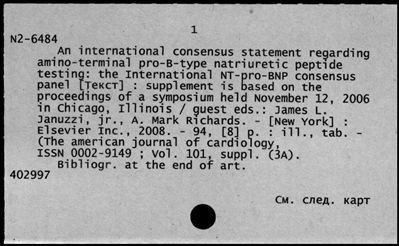 1
N2-6484
An international consensus statement regarding
amino-terminal pro-B-type natriuretic peptide
testing: the International NT-pro-BNP consensus
panel [Текст] : supplement is based on the
proceedings of a symposium held November 12, 2006
in Chicago, Illinois / guest eds.: James L.
Januzzi, jr., A. Mark Richards. - [New York] :
Elsevier Inc., 2008. - 94, [8] p. : ill., tab. -
(The american journal of cardiology,
ISSN 0002-9149 ; Vol. 101, suppl. (3A).
Bibliogr. at the end of art.
402997
См. след. карт